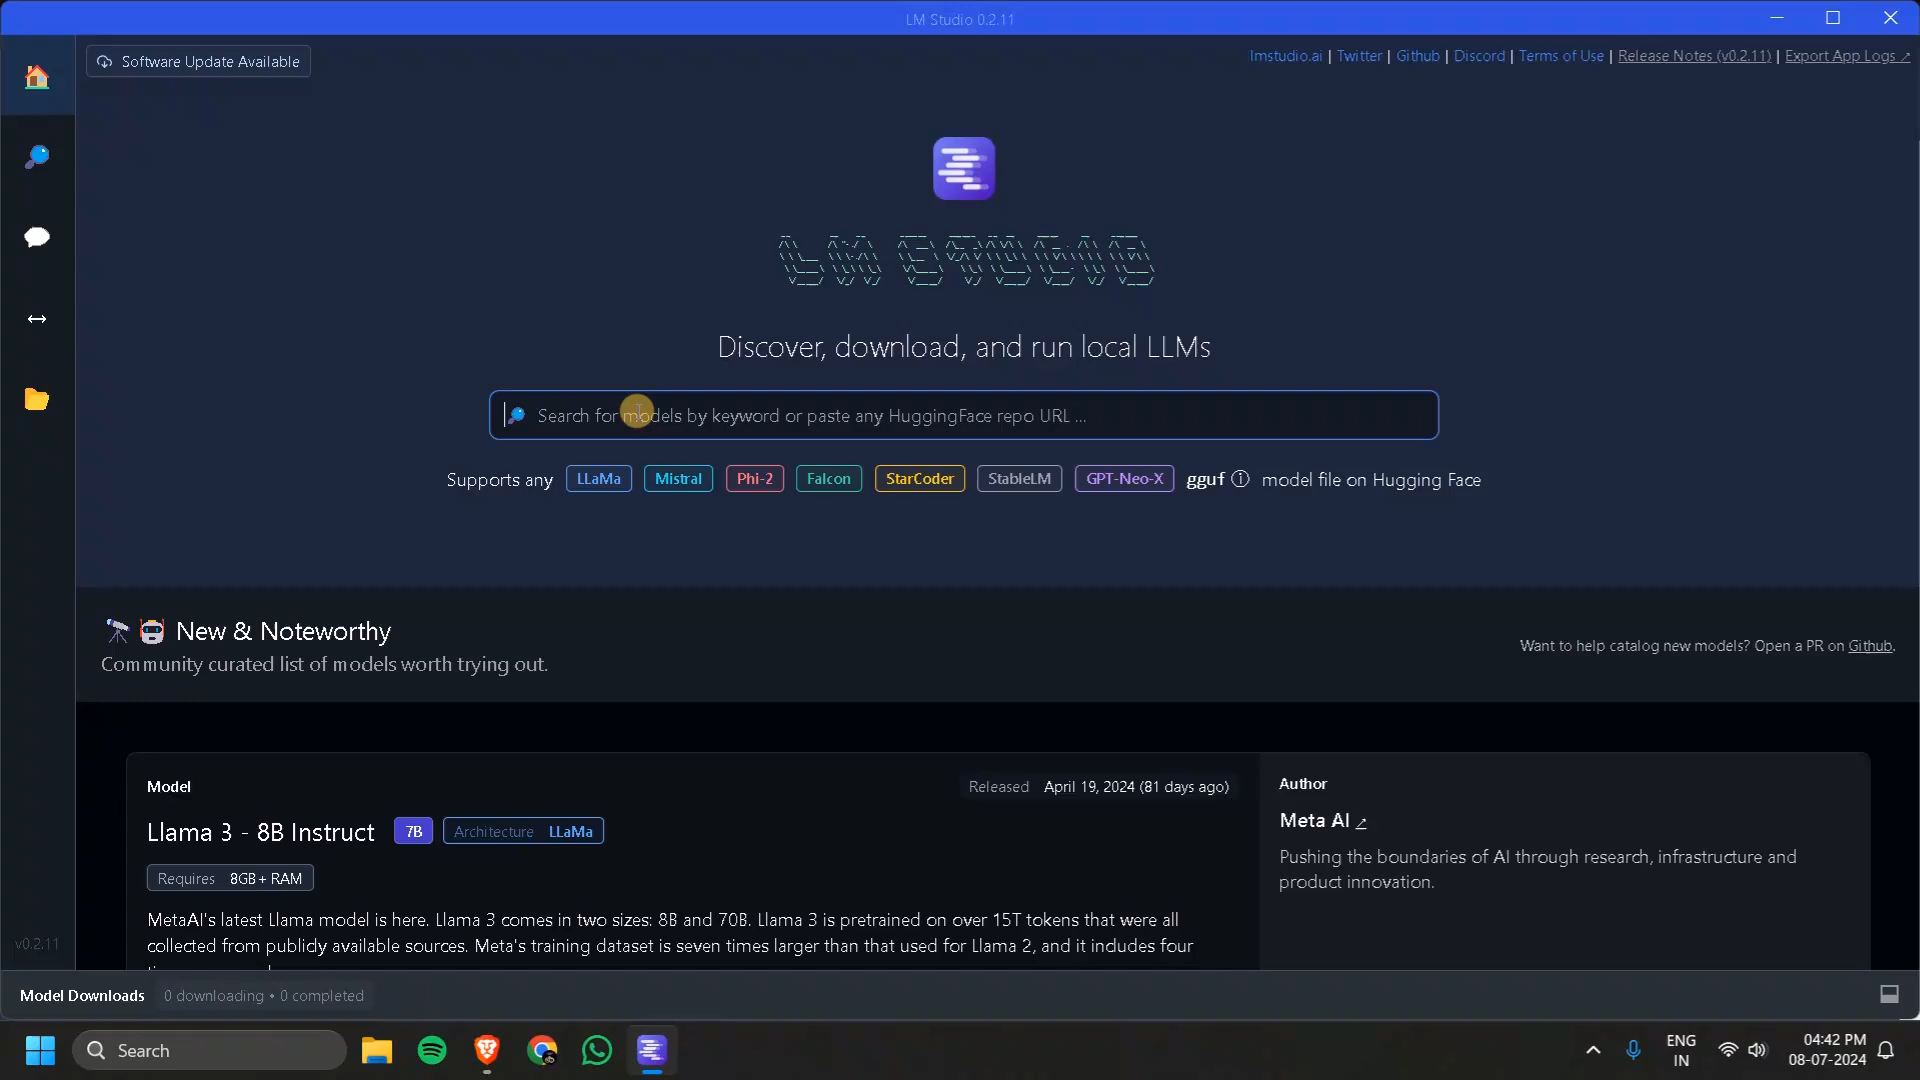 LM Studio 0.2.11
Software Update Available
lmstudio.ai | Twitter | Github | Discord | Terms of Use | Release Notes (v0.2.11) | Export App Logs ↗
LM STUDIO
Discover, download, and run local LLMs
Search for models by keyword or paste any HuggingFace repo URL ...
Supports any LLaMa Mistral Phi-2 Falcon StarCoder StableLM GPT-Neo-X gguf ⓘ model file on Hugging Face
New & Noteworthy
Community curated list of models worth trying out.
Want to help catalog new models? Open a PR on Github.
Model
Released April 19, 2024 (81 days ago)
Llama 3 - 8B Instruct 7B Architecture LLaMa
Requires 8GB+ RAM
MetaAI's latest Llama model is here. Llama 3 comes in two sizes: 8B and 70B. Llama 3 is pretrained on over 15T tokens that were all
collected from publicly available sources. Meta's training dataset is seven times larger than that used for Llama 2, and it includes four
Author
Meta AI ↗
Pushing the boundaries of AI through research, infrastructure and
product innovation.
v0.2.11
Model Downloads 0 downloading • 0 completed
Search
ENG
IN
04:42 PM
08-07-2024